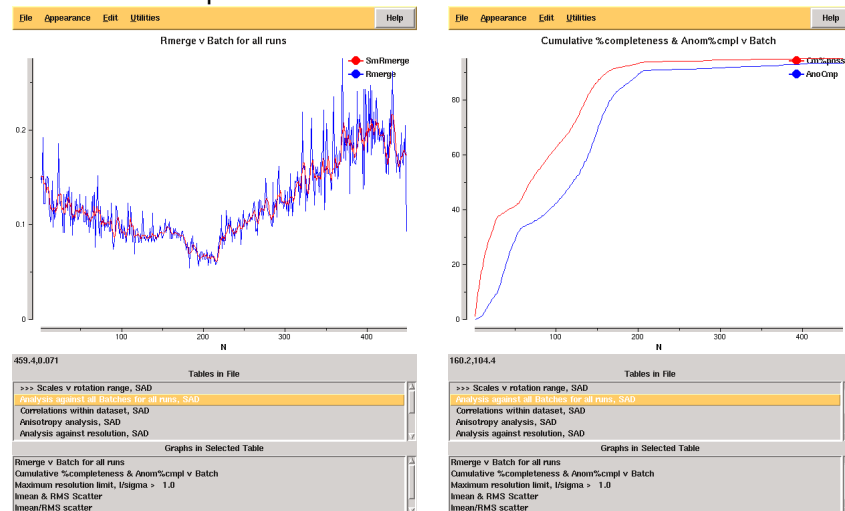 File Appearance Edit Utilities Help
Rmerge v Batch for all runs
SmRmerge
Rmerge
0.2
0.1
0
100 200 300 400
N
459.4,0.071
Tables in File
>>> Scales v rotation range, SAD
Analysis against all Batches for all runs, SAD
Correlations within dataset, SAD
Anisotropy analysis, SAD
Analysis against resolution, SAD
Graphs in Selected Table
Rmerge v Batch for all runs
Cumulative %completeness & Anom%cmpl v Batch
Maximum resolution limit, I/sigma > 1.0
Imean & RMS Scatter
Imean/RMS scatter
File Appearance Edit Utilities Help
Cumulative %completeness & Anom%cmpl v Batch
AnoCmp
80
60
40
20
0
100 200 300 400
N
160.2,104.4
Tables in File
>>> Scales v rotation range, SAD
Analysis against all Batches for all runs, SAD
Correlations within dataset, SAD
Anisotropy analysis, SAD
Analysis against resolution, SAD
Graphs in Selected Table
Rmerge v Batch for all runs
Cumulative %completeness & Anom%cmpl v Batch
Maximum resolution limit, I/sigma > 1.0
Imean & RMS Scatter
Imean/RMS scatter